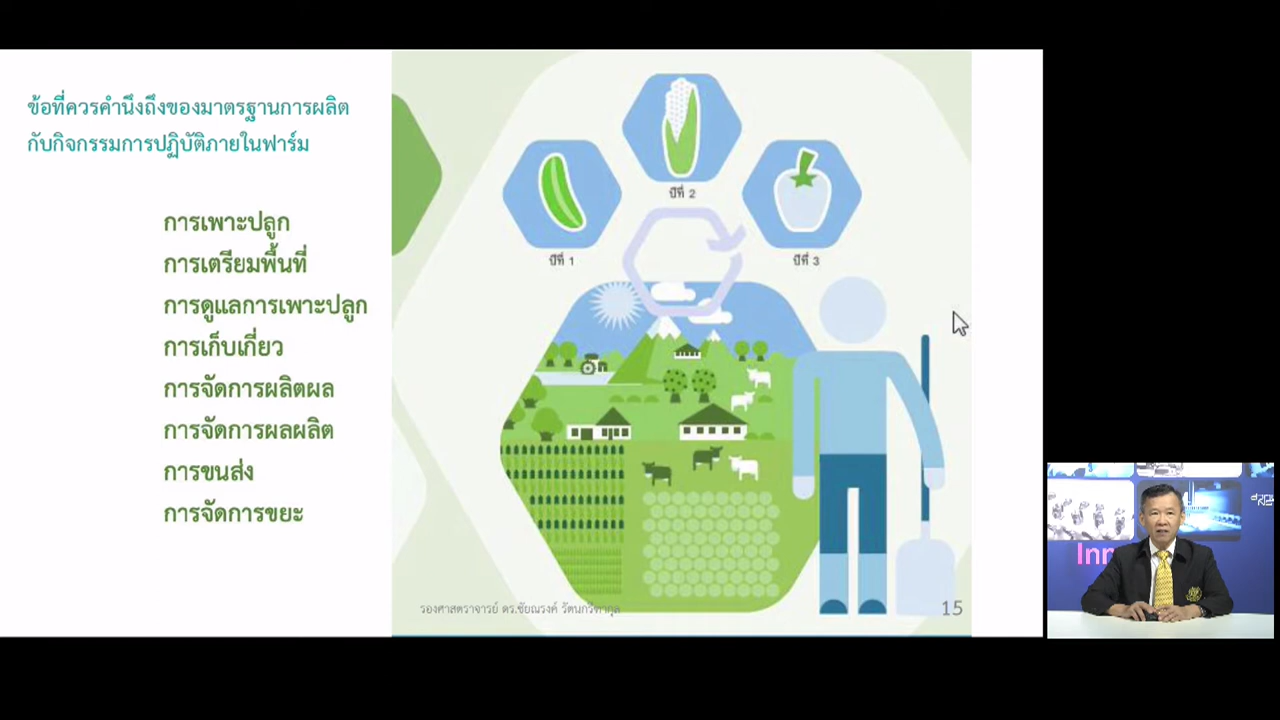 ข้อที่ควรคำนึงถึงของมาตรฐานการผลิต
กับกิจกรรมการปฏิบัติภายในฟาร์ม
การเพาะปลูก
การเตรียมพื้นที่
การดูแลการเพาะปลูก
การเก็บเกี่ยว
การจัดการผลิตผล
การจัดการผลผลิต
การขนส่ง
การจัดการขยะ
ปีที่ 2
ปีที่ 1
ปีที่ 3
รองศาสตราจารย์ ดร.ชัยณรงค์ รัตนกรีฑากุล
15
Inn